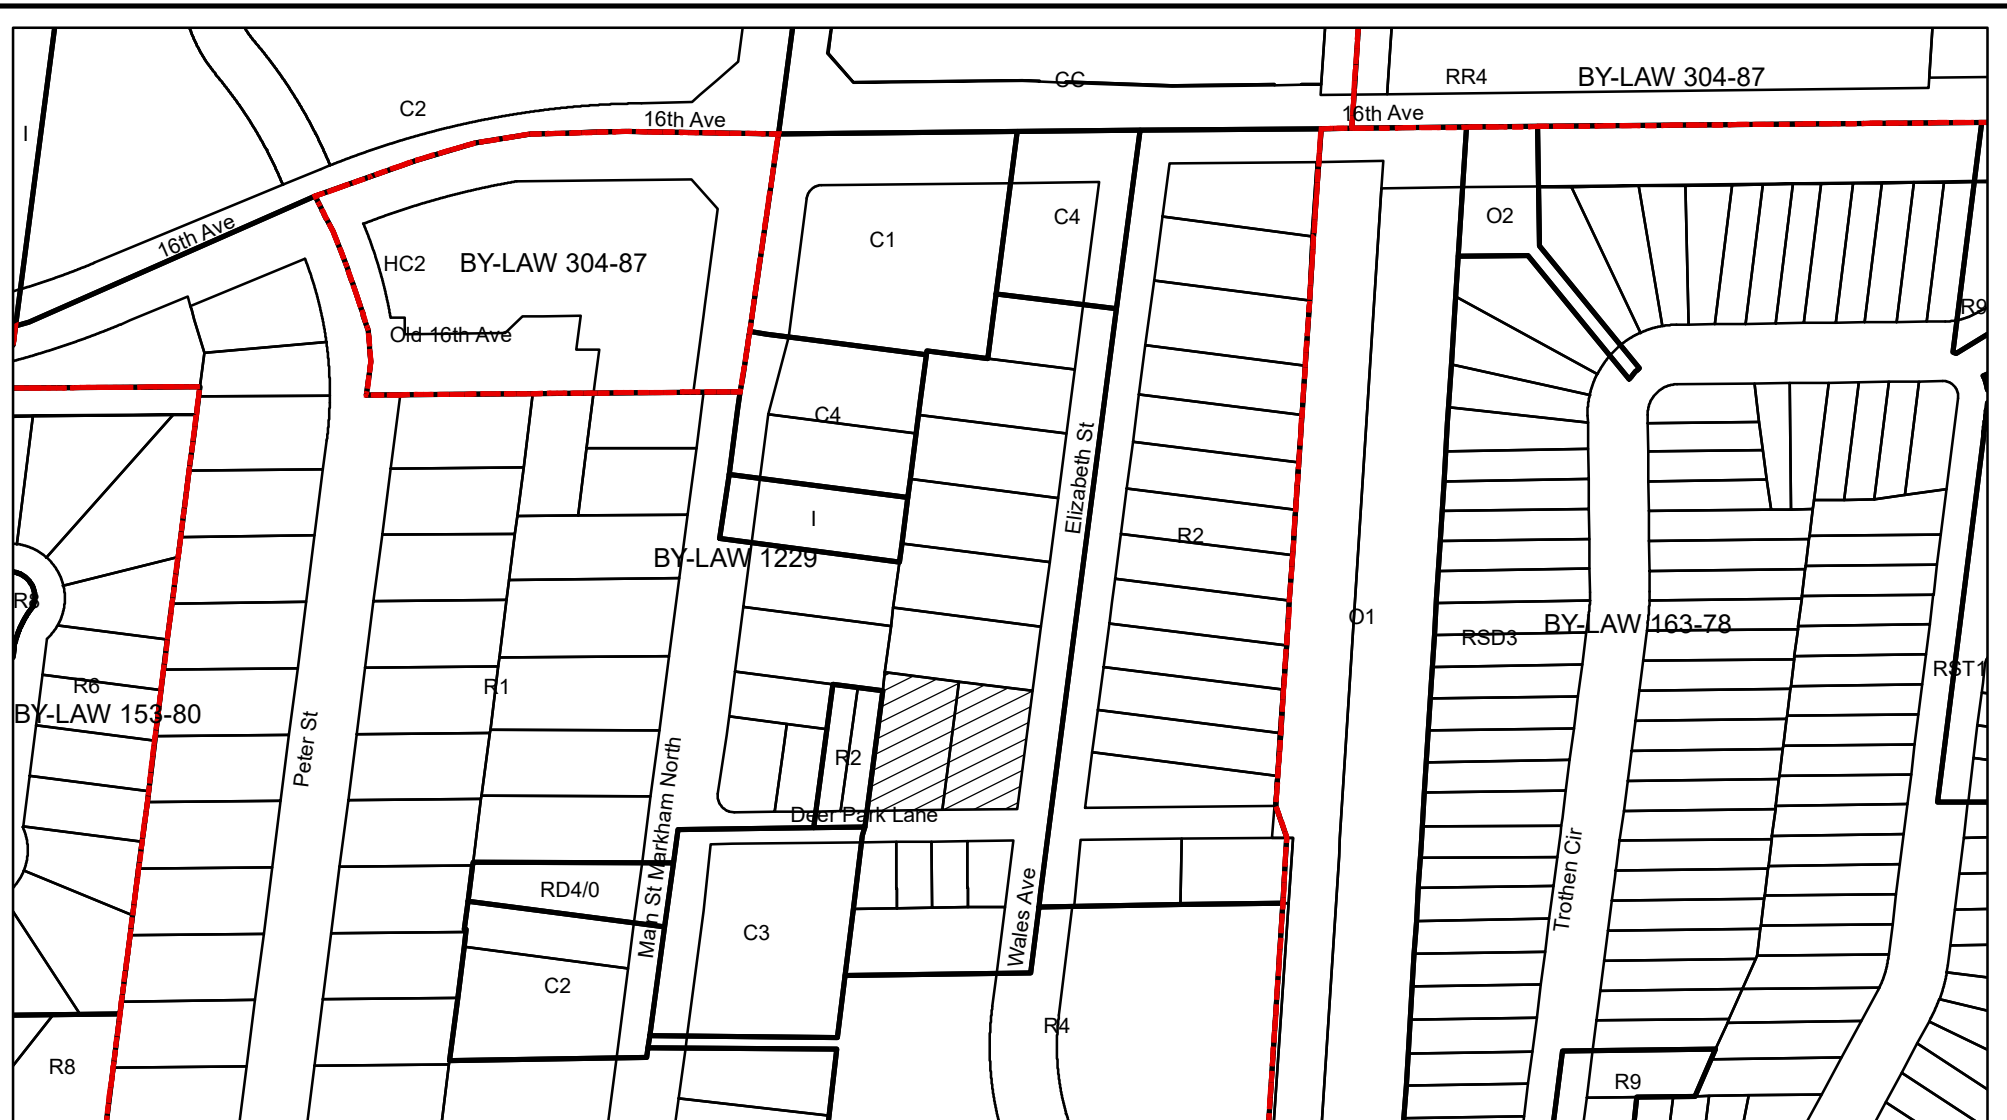 CC
RR4
BY-LAW 304-87
C2
16th Ave
16th Ave
I
O2
C4
C1
16th Ave
HC2
BY-LAW 304-87
R9
Old 16th Ave
C4
Elizabeth St
I
R2
BY-LAW 1229
R8
O1
BY-LAW 163-78
RSD3
RST1
R6
R1
BY-LAW 153-80
Peter St
R2
Main St Markham North
Deer Park Lane
RD4/0
Trothen Cir
Wales Ave
C3
C2
R4
R8
R9